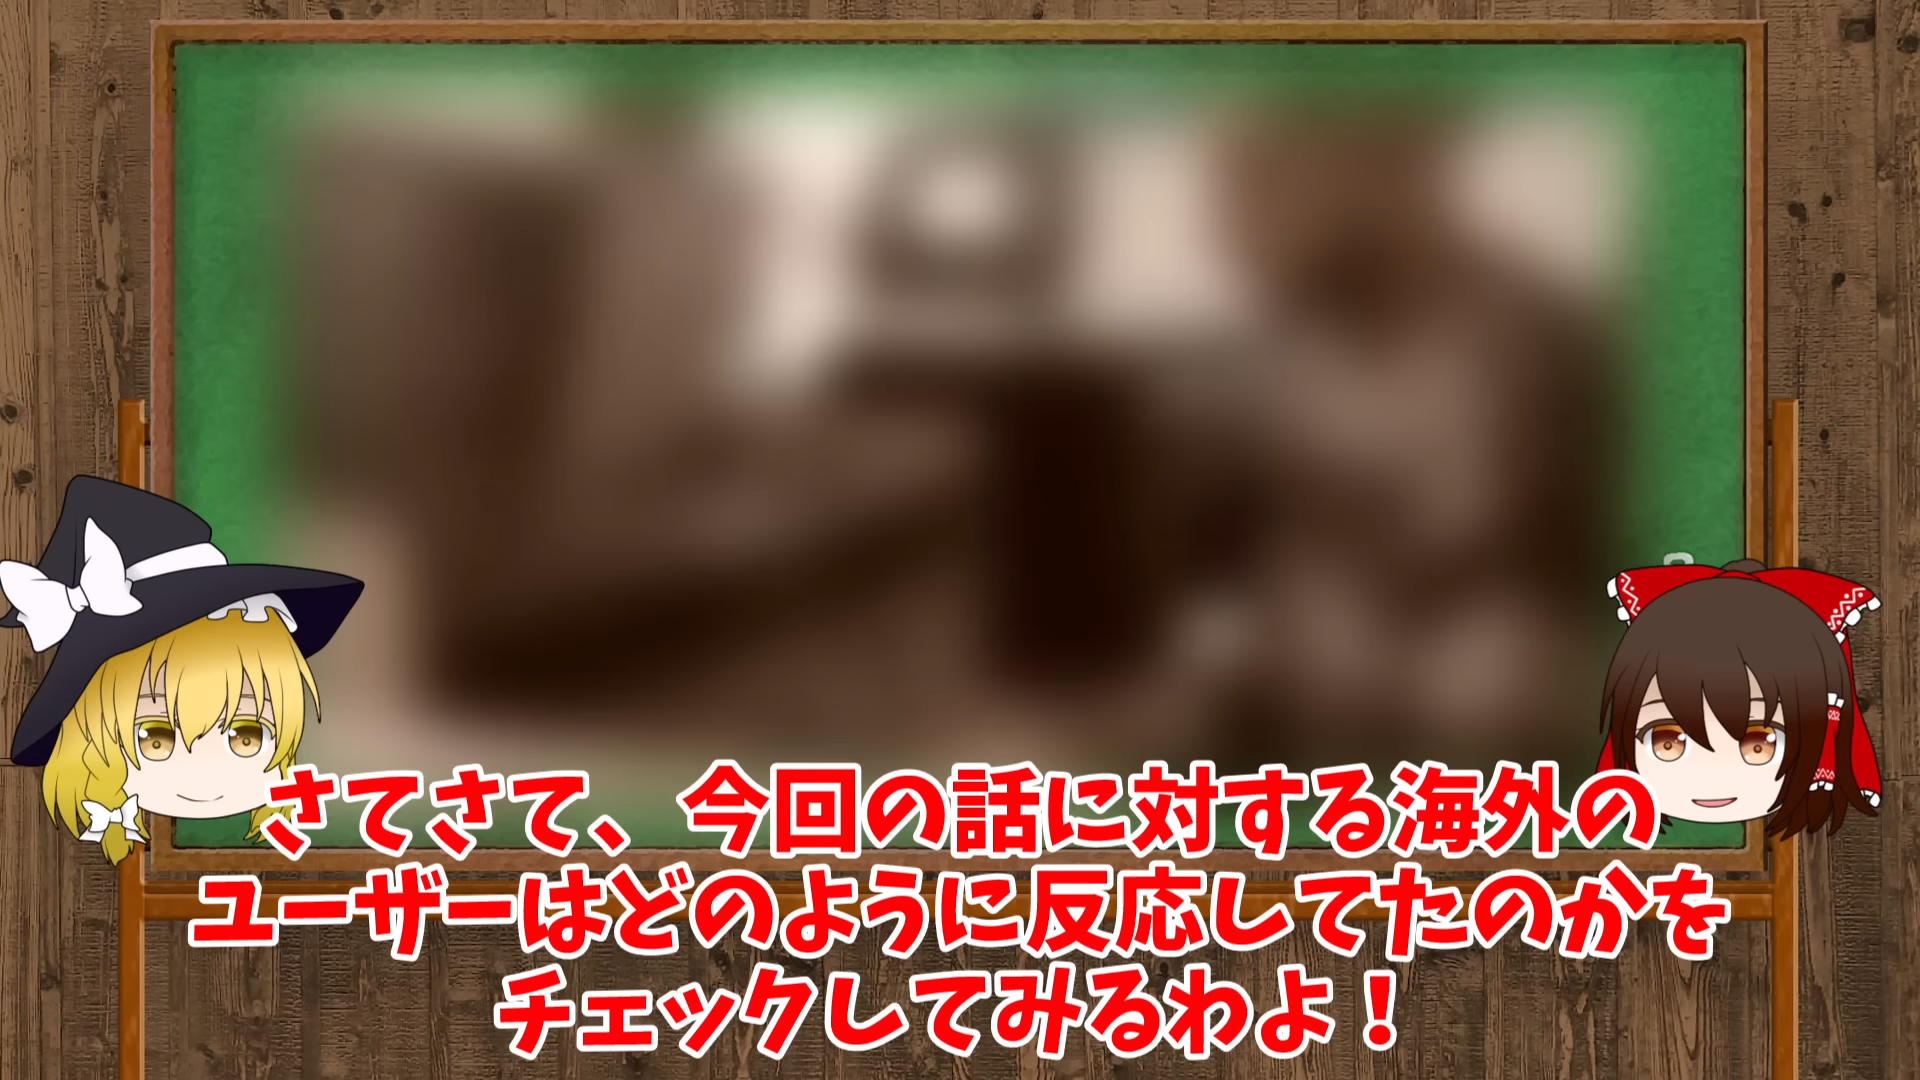 さてさて、今回の話に対する海外の
ユーザーはどのように反応してたのかを
チェックしてみるわよ！